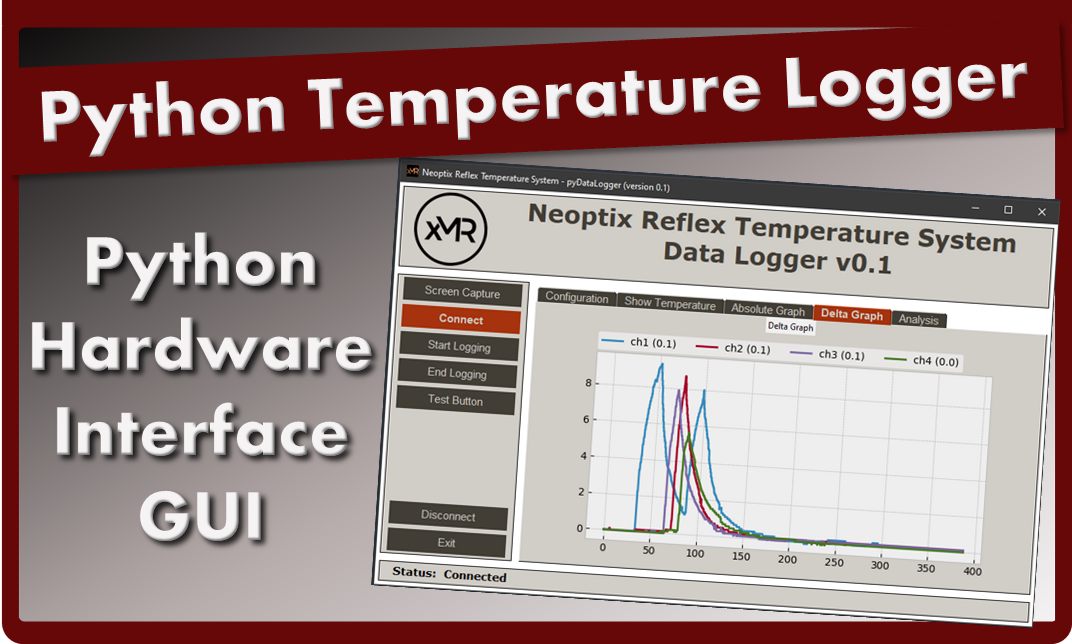 Python Temperature Logger
Python
Hardware
Interface
GUI
Neoptix Reflex Temperature System - pyDataLogger (version 0.1)
xMR
Neoptix Reflex Temperature System
Data Logger v0.1
Screen Capture
Connect
Start Logging
End Logging
Test Button
Disconnect
Exit
Configuration Show Temperature Absolute Graph Delta Graph Analysis
Delta Graph
ch1 (0.1) ch2 (0.1) ch3 (0.1) ch4 (0.0)
8
6
4
2
0
0 50 100 150 200 250 300 350 400
Status: Connected